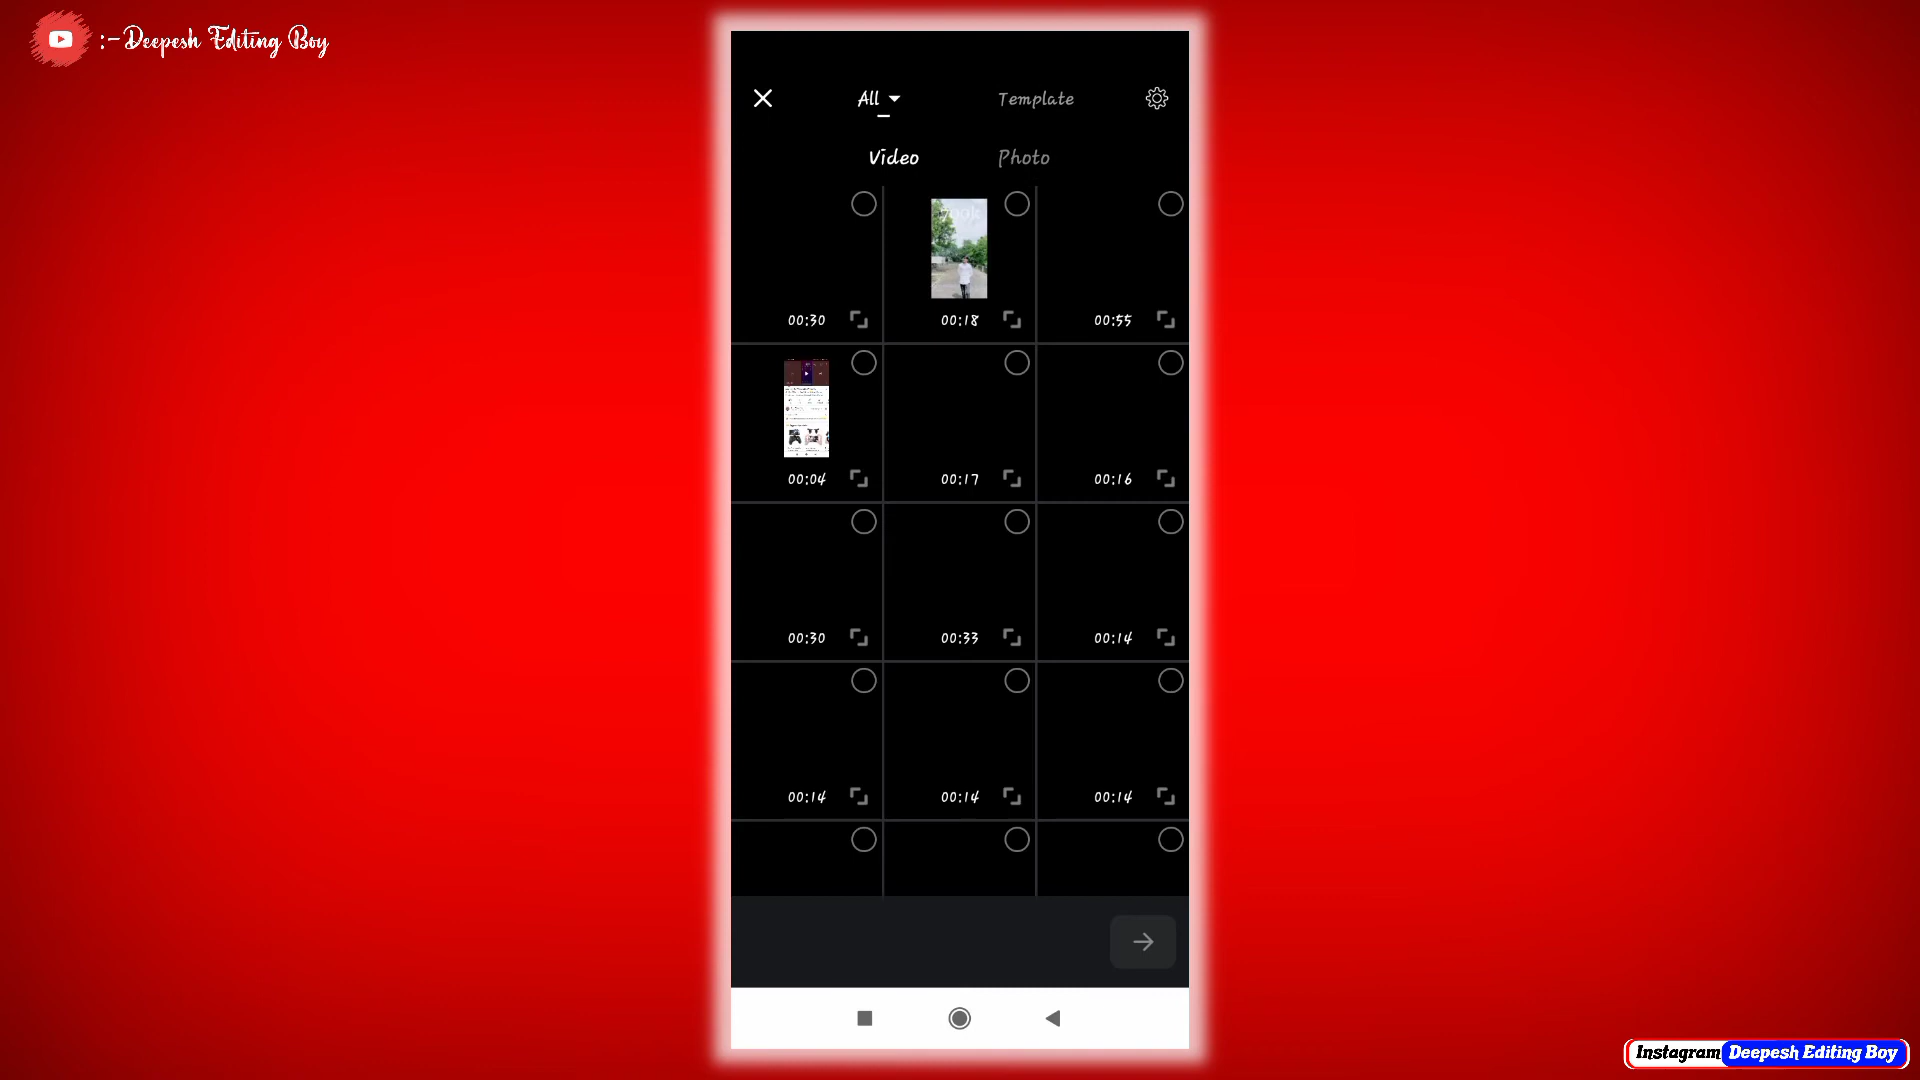 :-Deepesh Editing Boy
All Template
Video Photo
700k
00:30 00:18 00:55
00:04 00:17 00:16
00:30 00:33 00:14
00:14 00:14 00:14
Instagram Deepesh Editing Boy